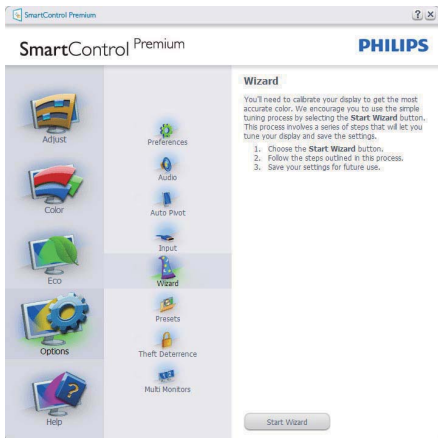 SmartControl Premium
? X
SmartControl Premium
PHILIPS
Adjust
Color
Eco
Options
Help
Preferences
Audio
Auto Pivot
Input
Wizard
Presets
Theft Deterrence
Multi Monitors
Wizard
You'll need to calibrate your display to get the most
accurate color. We encourage you to use the simple
tuning process by selecting the Start Wizard button.
This process involves a series of steps that will let you
tune your display and save the settings.
1. Choose the Start Wizard button.
2. Follow the steps outlined in this process.
3. Save your settings for future use.
Start Wizard